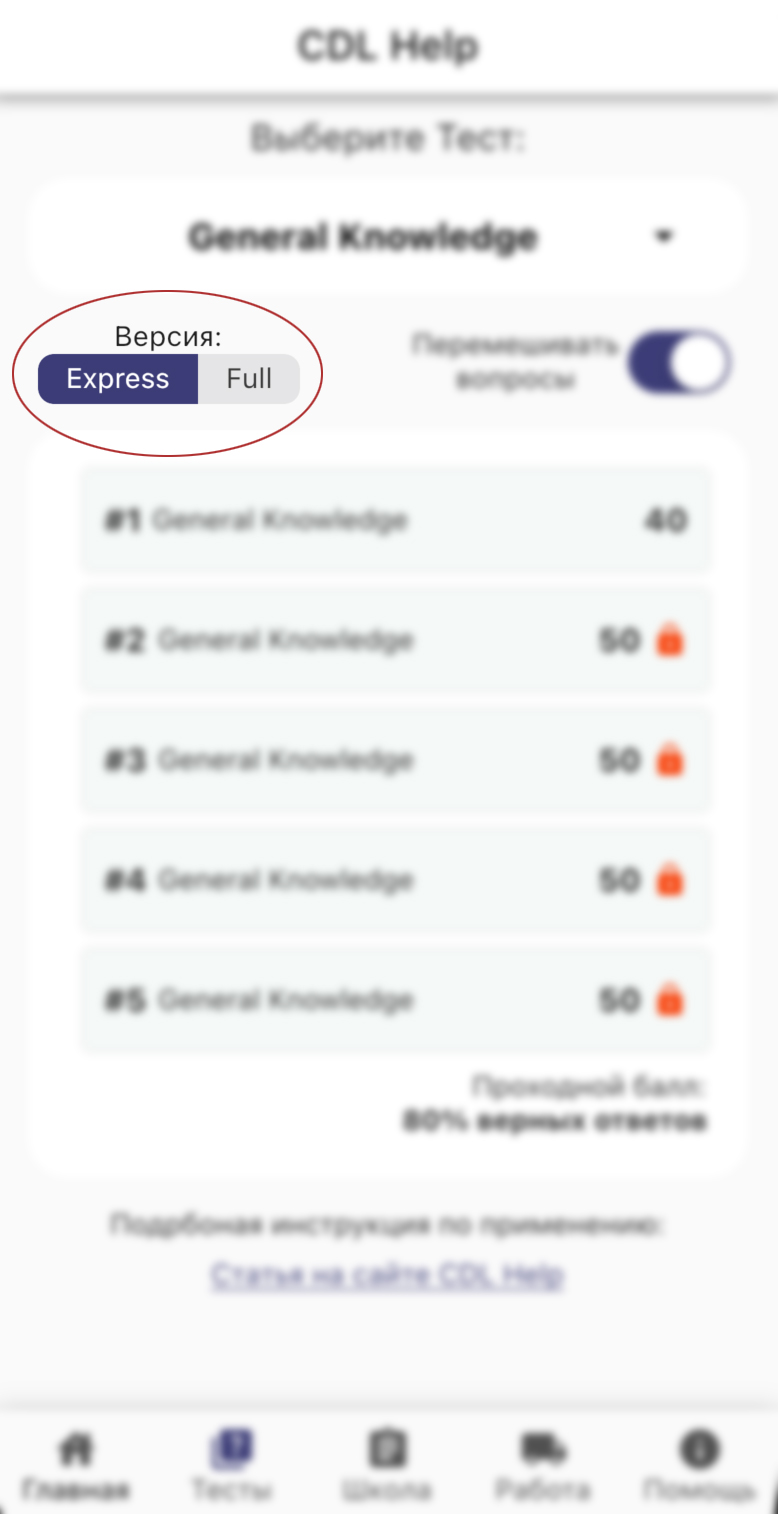 CDL Help
Выберите Тест:
General Knowledge
Версия:
Express Full
Перемешивать
вопросы
#1 General Knowledge 40
#2 General Knowledge 50
#3 General Knowledge 50
#4 General Knowledge 50
#5 General Knowledge 50
Проходной балл:
80% верных ответов
Подрбоная инструкция по применению:
Статья на сайте CDL Help
Главная Тесты Школа Работа Помощь